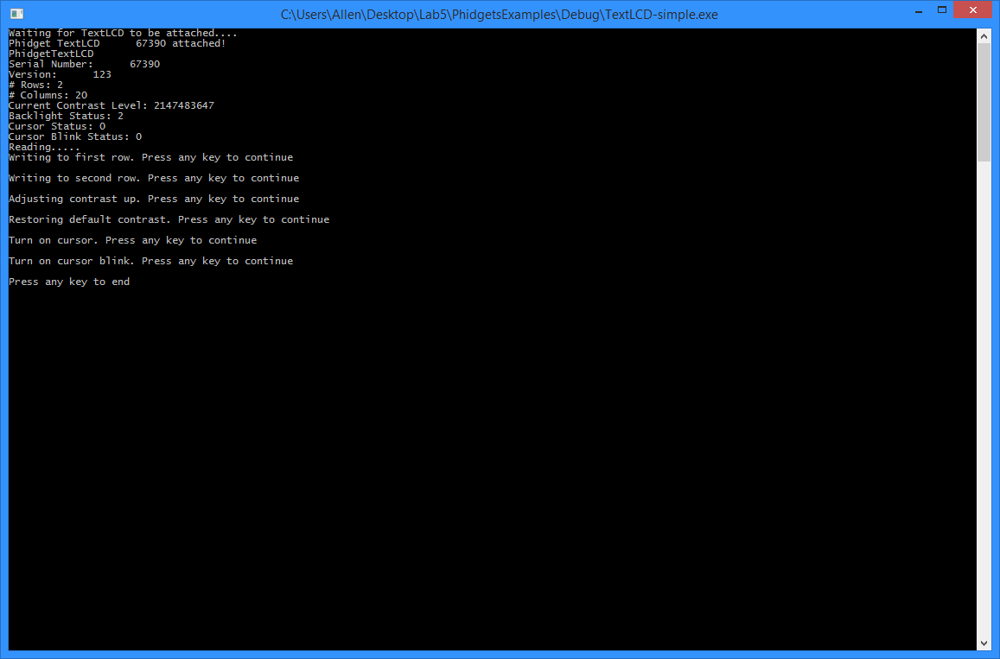 C:\Users\Allen\Desktop\Lab5\PhidgetsExamples\Debug\TextLCD-simple.exe
Waiting for TextLCD to be attached....
Phidget TextLCD      67390 attached!
PhidgetTextLCD
Serial Number:      67390
Version:      123
# Rows: 2
# Columns: 20
Current Contrast Level: 2147483647
Backlight Status: 2
Cursor Status: 0
Cursor Blink Status: 0
Reading.....
Writing to first row. Press any key to continue
Writing to second row. Press any key to continue
Adjusting contrast up. Press any key to continue
Restoring default contrast. Press any key to continue
Turn on cursor. Press any key to continue
Turn on cursor blink. Press any key to continue
Press any key to end